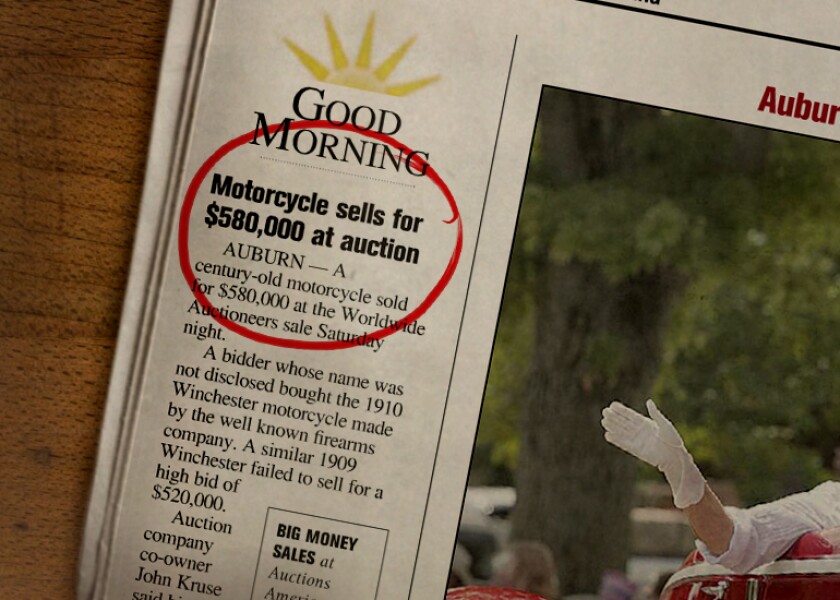 GOOD
MORNING
Motorcycle sells for
$580,000 at auction
AUBURN — A
century-old motorcycle sold
for $580,000 at the Worldwide
Auctioneers sale Saturday
night.
A bidder whose name was
not disclosed bought the 1910
Winchester motorcycle made
by the well known firearms
company. A similar 1909
Winchester failed to sell for a
high bid of
$520,000.
Auction
company
co-owner
John Kruse
BIG MONEY
SALES at
Auctions
Aubur